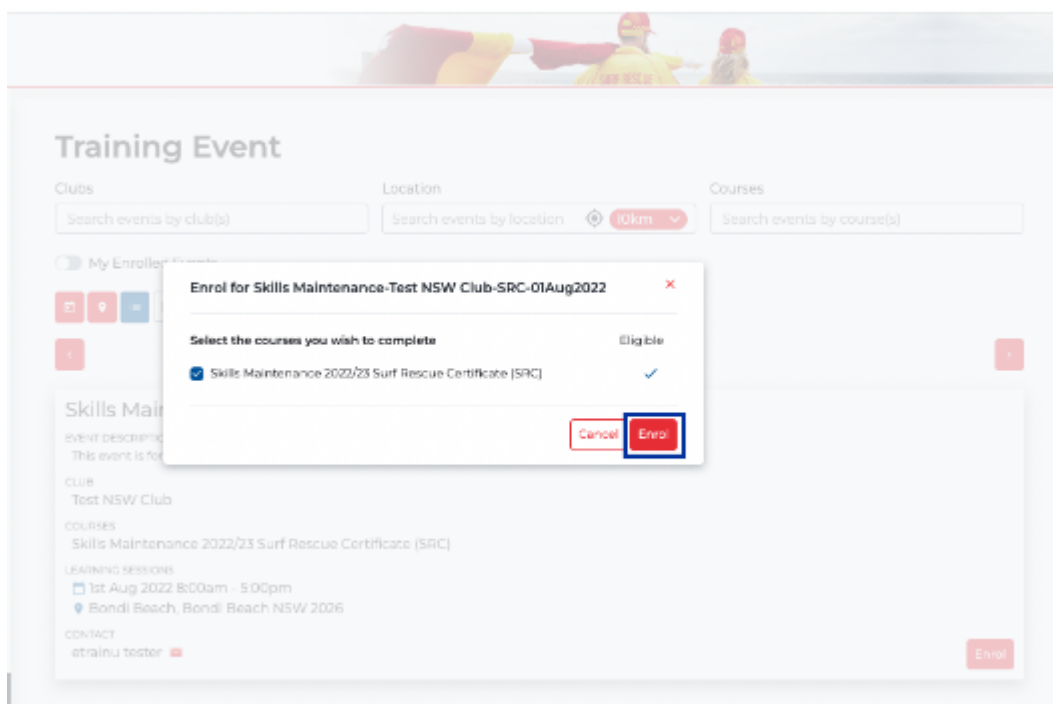 SURF RESCUE
Training Event
Clubs
Location
Courses
Search events by club(s)
Search events by location
10km
Search events by course(s)
My Enrolled Events
Enrol for Skills Maintenance-Test NSW Club-SRC-01Aug2022
Select the courses you wish to complete
Eligible
Skills Maintenance 2022/23 Surf Rescue Certificate (SRC)
Cancel
Enrol
Skills Mai
EVENT DESCRIPTIO
This event is for
CLUB
Test NSW Club
COURSES
Skills Maintenance 2022/23 Surf Rescue Certificate (SRC)
LEARNING SESSIONS
1st Aug 2022 8:00am - 5:00pm
Bondi Beach, Bondi Beach NSW 2026
CONTACT
etrainu tester
Enrol